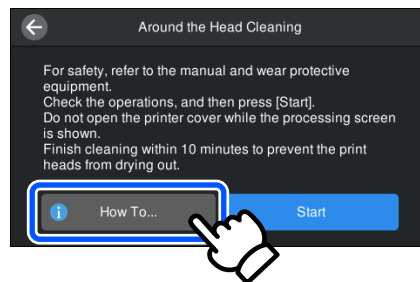 Around the Head Cleaning
For safety, refer to the manual and wear protective
equipment.
Check the operations, and then press [Start].
Do not open the printer cover while the processing screen
is shown.
Finish cleaning within 10 minutes to prevent the print
heads from drying out.
How To...
Start